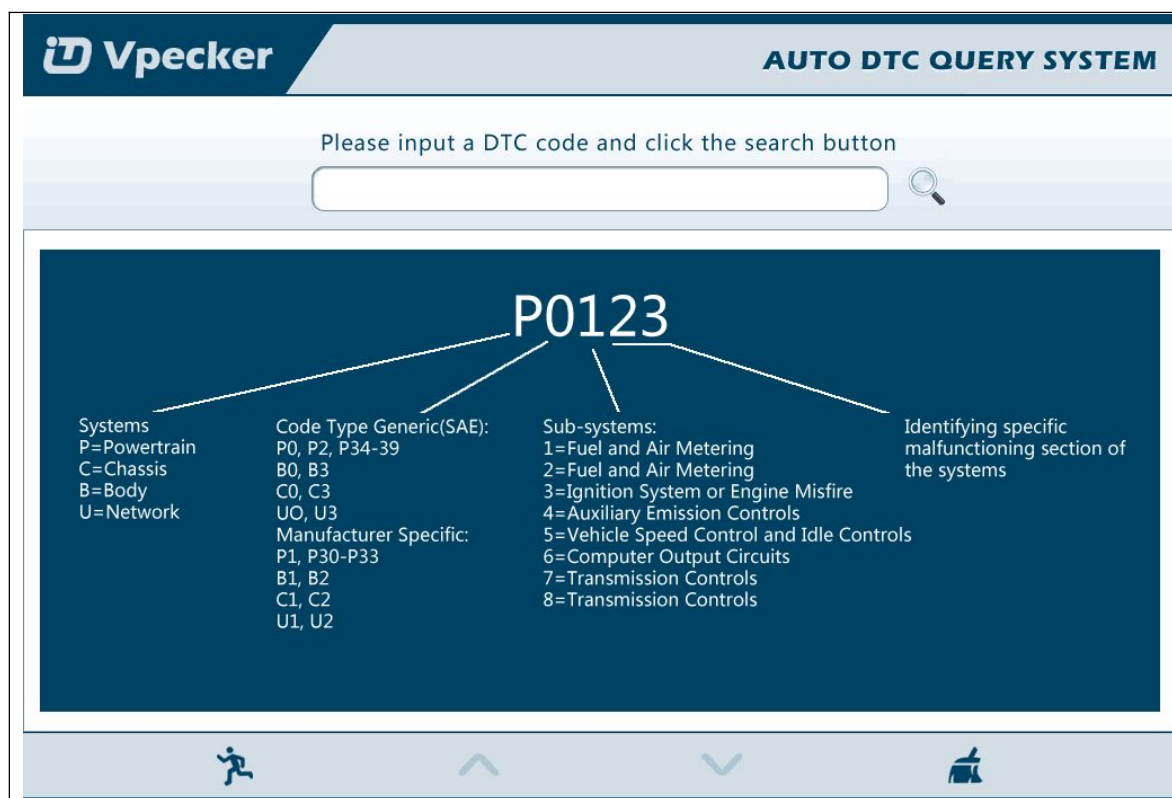 Vpecker
AUTO DTC QUERY SYSTEM
Please input a DTC code and click the search button
P0123
Systems
P=Powertrain
C=Chassis
B=Body
U=Network
Code Type Generic(SAE):
P0, P2, P34-39
B0, B3
C0, C3
UO, U3
Manufacturer Specific:
P1, P30-P33
B1, B2
C1, C2
U1, U2
Sub-systems:
1=Fuel and Air Metering
2=Fuel and Air Metering
3=Ignition System or Engine Misfire
4=Auxiliary Emission Controls
5=Vehicle Speed Control and Idle Controls
6=Computer Output Circuits
7=Transmission Controls
8=Transmission Controls
Identifying specific
malfunctioning section of
the systems